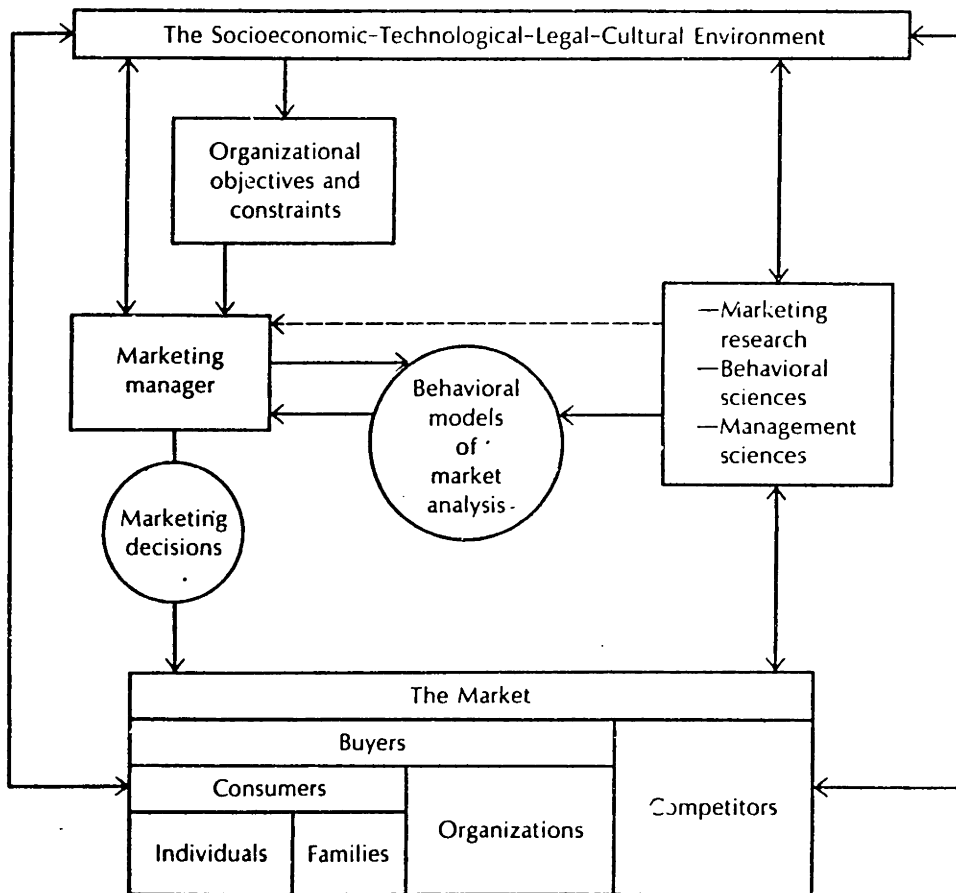 The Socioeconomic-Technological-Legal-Cultural Environment
Organizational
objectives and
constraints
Marketing
manager
Behavioral
models
of
market
analysis
—Marketing
research
—Behavioral
sciences
—Management
sciences
Marketing
decisions
The Market
Buyers
Consumers
Individuals
Families
Organizations
Competitors